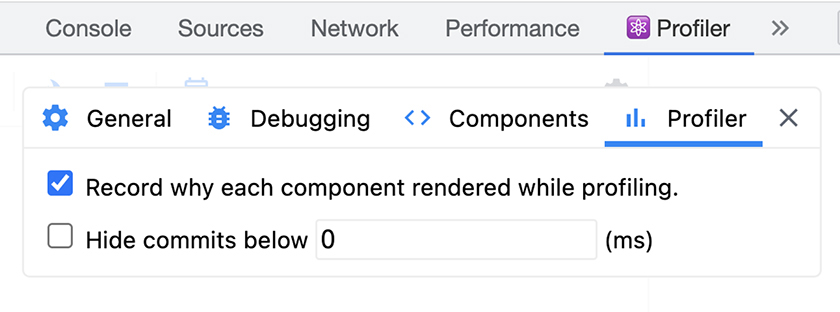 Console Sources Network Performance ⚛ Profiler »
General Debugging <> Components Profiler ×
Record why each component rendered while profiling.
Hide commits below 0 (ms)